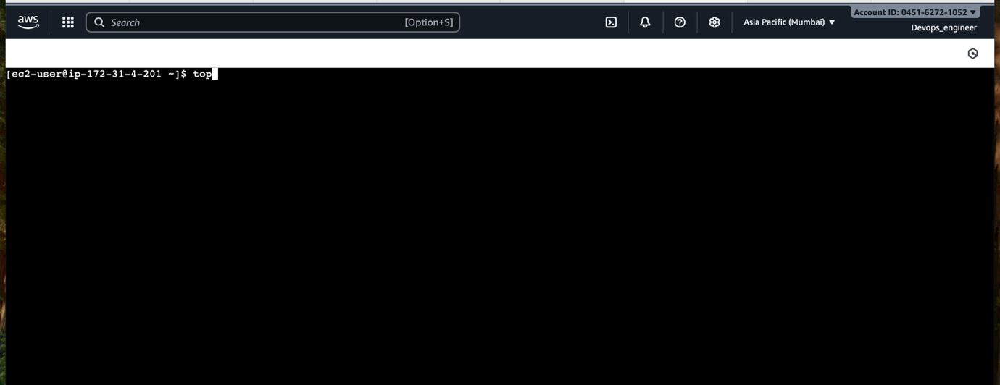 aws
Search [Option+S]
Asia Pacific (Mumbai)
Account ID: 0451-6272-1052
Devops_engineer
[ec2-user@ip-172-31-4-201 ~]$ top